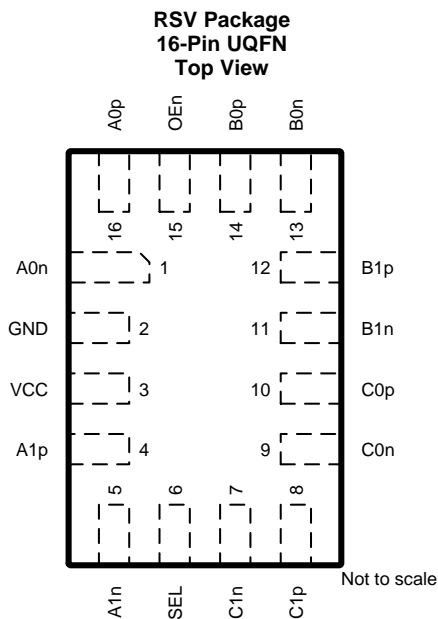 RSV Package
16-Pin UQFN
Top View
A0p
OEn
B0p
B0n
16
15
14
13
A0n
1
12
B1p
GND
2
11
B1n
VCC
3
10
C0p
A1p
4
9
C0n
5
6
7
8
A1n
SEL
C1n
C1p
Not to scale